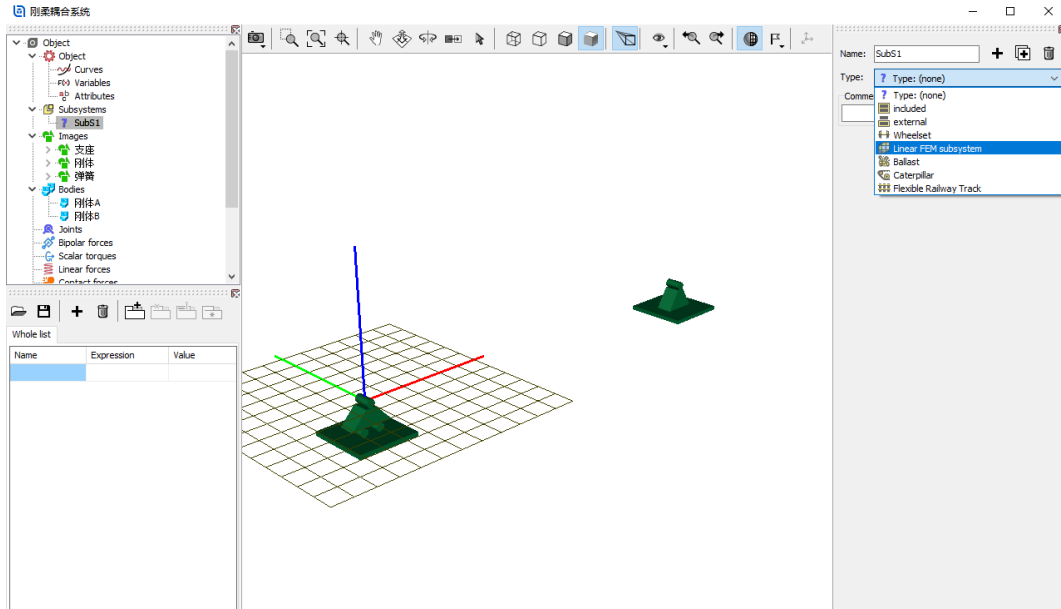 刚柔耦合系统
Object
Object
Curves
F(x) Variables
Attributes
Subsystems
? SubS1
Images
支座
刚体
弹簧
Bodies
刚体A
刚体B
Joints
Bipolar forces
Scalar torques
Linear forces
Contact forces
Whole list
Name Expression Value
Name: SubS1
Type: ? Type: (none)
Comme
? Type: (none)
included
external
Wheelset
Linear FEM subsystem
Ballast
Caterpillar
Flexible Railway Track